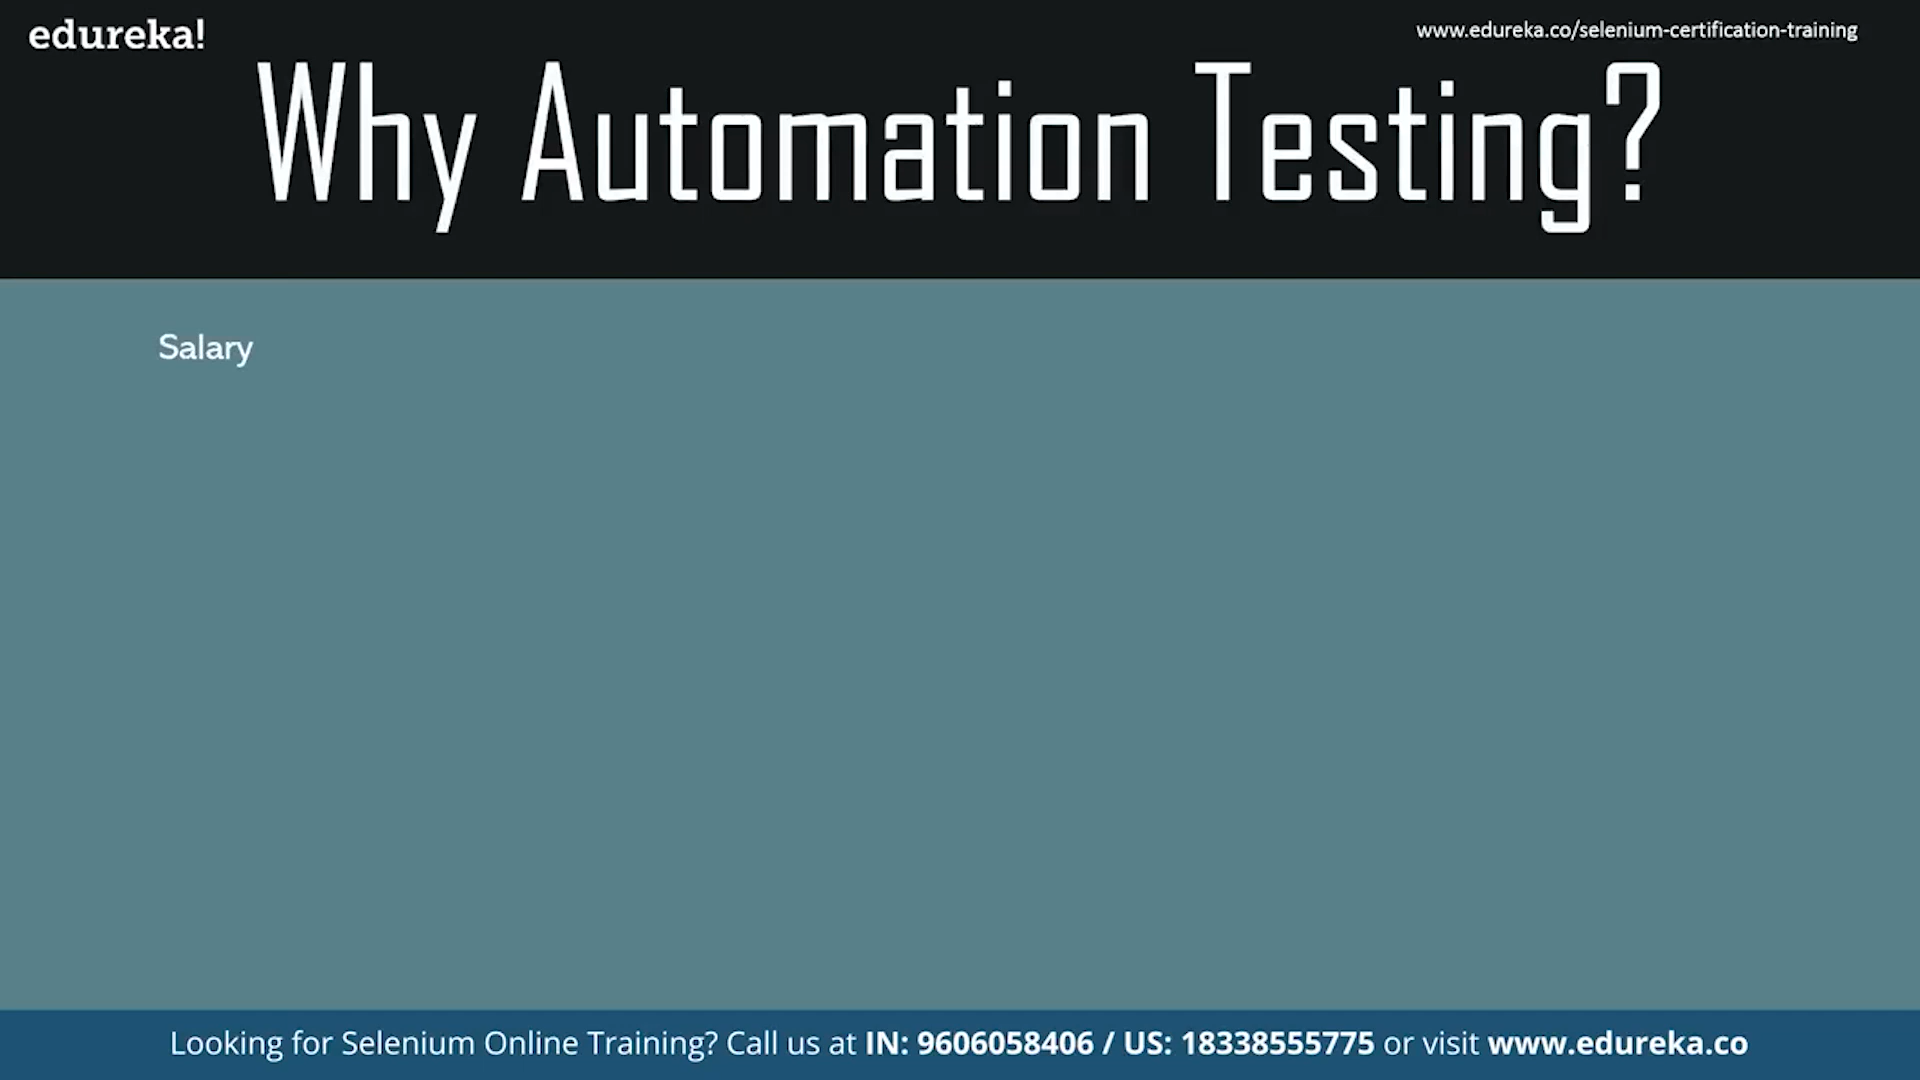 edureka!
www.edureka.co/selenium-certification-training
Why Automation Testing?
Salary
Looking for Selenium Online Training? Call us at IN: 9606058406 / US: 18338555775 or visit www.edureka.co